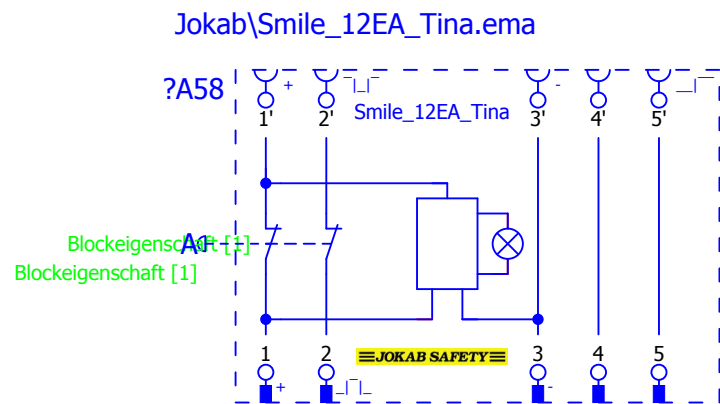 Jokab\Smile_12EA_Tina.ema
?A58
+ -
1' 2' Smile_12EA_Tina 3' 4' 5'
Blockeigenschaft [1]
A1
Blockeigenschaft [1]
1 2 JOKAB SAFETY 3 4 5
+ -